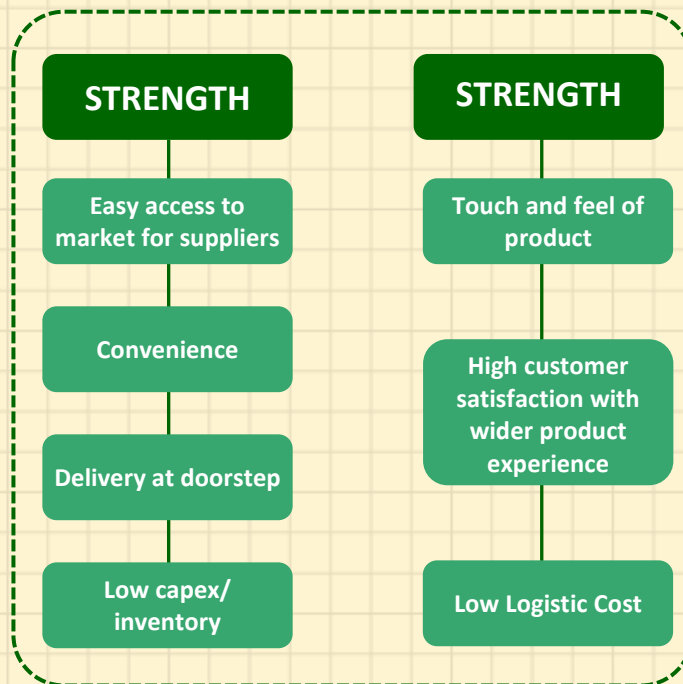 STRENGTH
Easy access to
market for suppliers
Convenience
Delivery at doorstep
Low capex/
inventory
STRENGTH
Touch and feel of
product
High customer
satisfaction with
wider product
experience
Low Logistic Cost